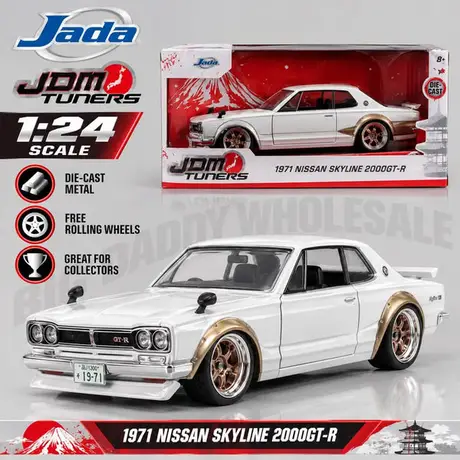 Jada
JDM
TUNERS
1:24
SCALE
DIE-CAST
METAL
FREE
ROLLING WHEELS
GREAT FOR
COLLECTORS
Jada
8+
DIE-
CAST
JDM
TUNERS
1971 NISSAN SKYLINE 2000GT-R
BIG DADDY WHOLESALE
GT-R
19-71
1971 NISSAN SKYLINE 2000GT-R